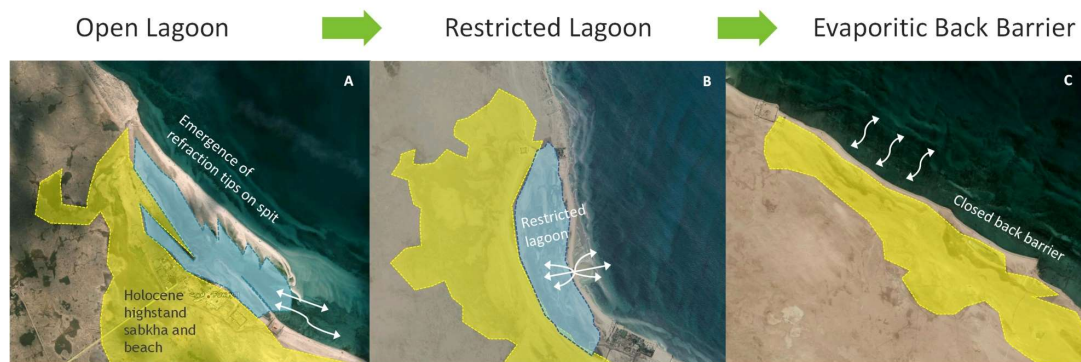 Open Lagoon
Restricted Lagoon
Evaporitic Back Barrier
A
Emergence of
refraction tips on spit
Holocene
highstand
sabkha and
beach
B
Restricted
lagoon
C
Closed back barrier